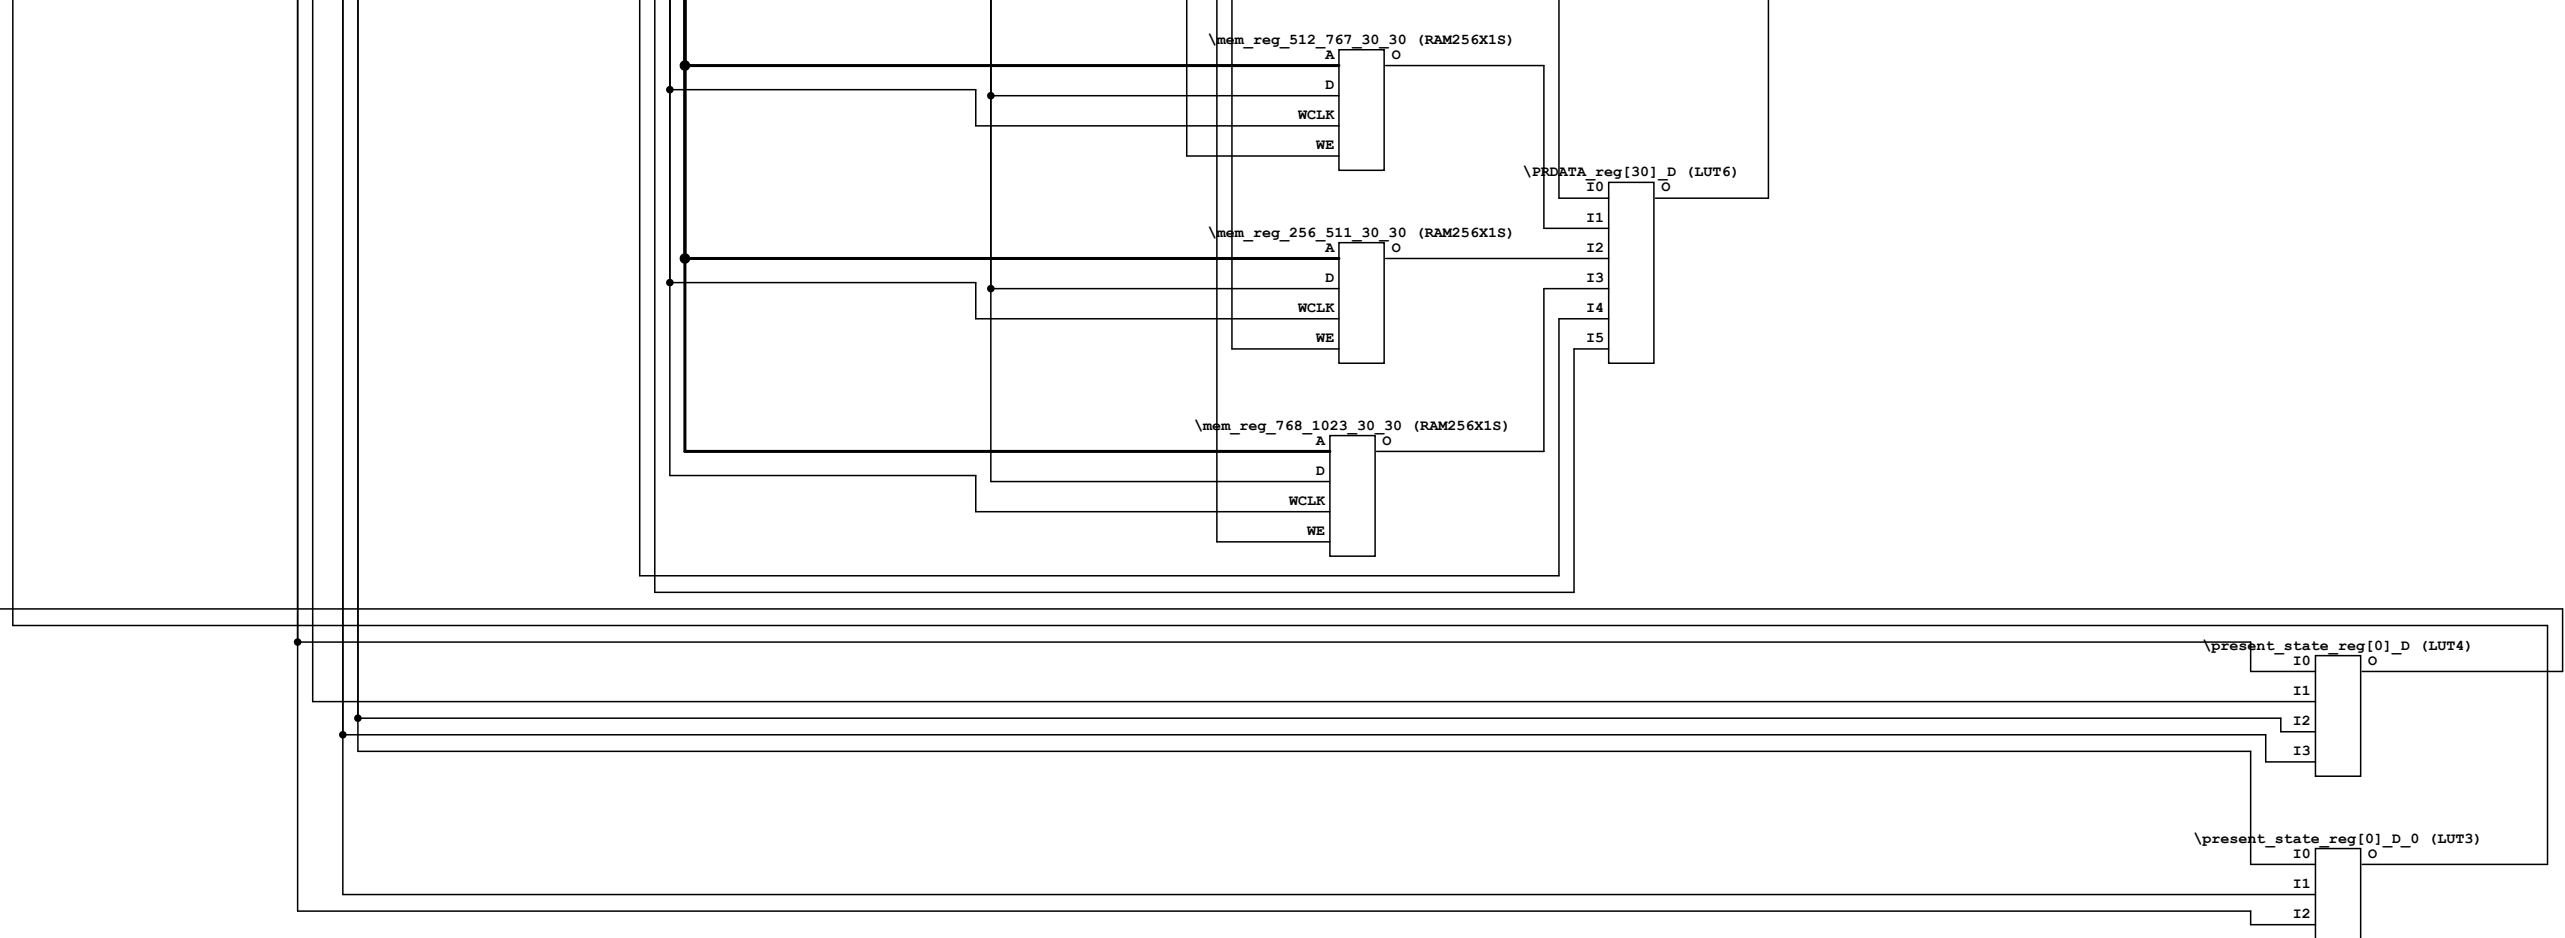 \mem_reg_512_767_30_30 (RAM256X1S)
A O
D
WCLK
WE
\PRDATA_reg[30]_D (LUT6)
I0 O
I1
I2
I3
I4
I5
\mem_reg_256_511_30_30 (RAM256X1S)
A O
D
WCLK
WE
\mem_reg_768_1023_30_30 (RAM256X1S)
A O
D
WCLK
WE
\present_state_reg[0]_D (LUT4)
I0 O
I1
I2
I3
\present_state_reg[0]_D_0 (LUT3)
I0 O
I1
I2